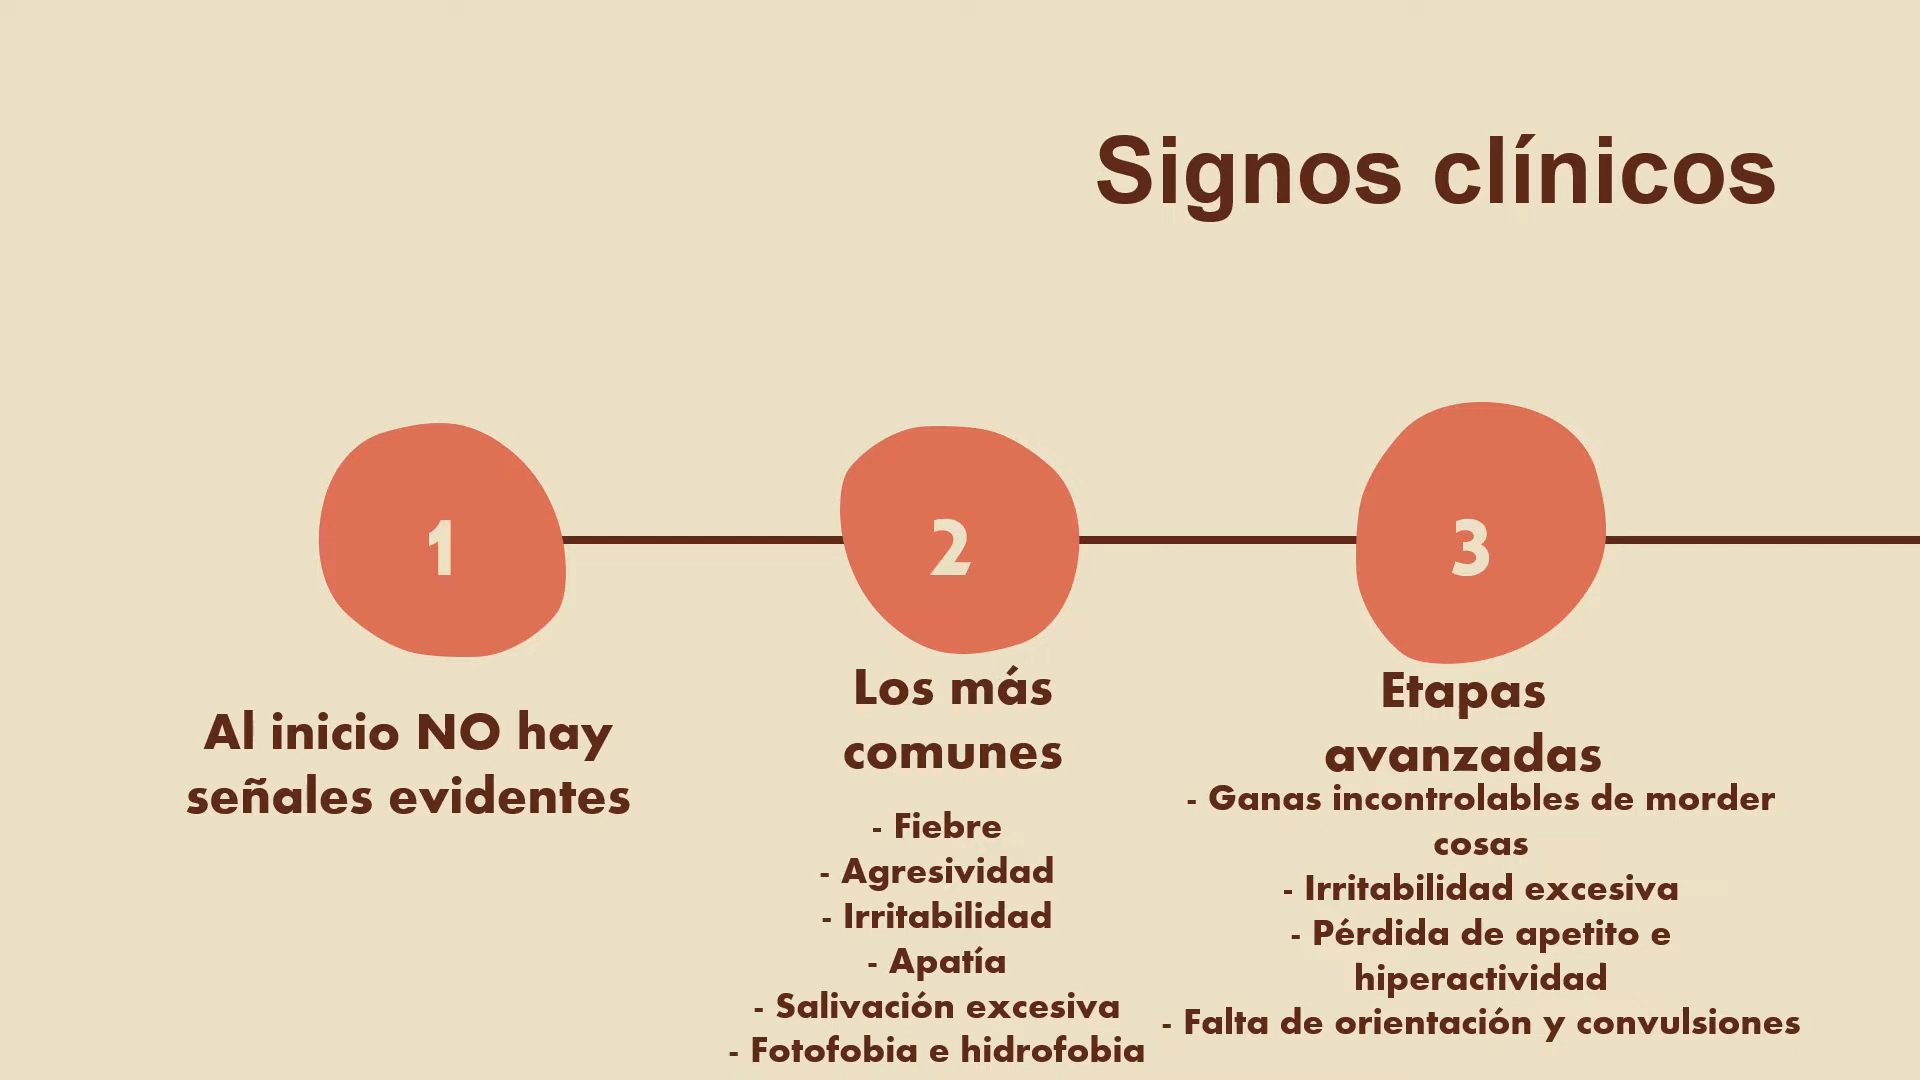 Signos clínicos
1
Al inicio NO hay
señales evidentes
2
Los más
comunes
- Fiebre
- Agresividad
- Irritabilidad
- Apatía
- Salivación excesiva
- Fotofobia e hidrofobia
3
Etapas
avanzadas
- Ganas incontrolables de morder
cosas
- Irritabilidad excesiva
- Pérdida de apetito e
hiperactividad
- Falta de orientación y convulsiones